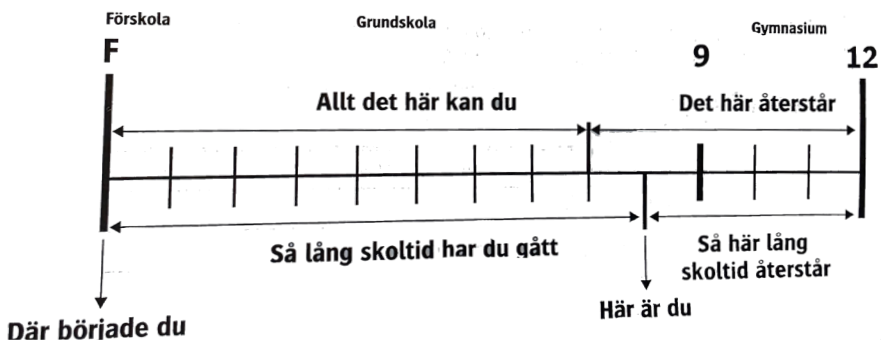 Förskola
Grundskola
Gymnasium
F
9
12
Allt det här kan du
Det här återstår
Så lång skoltid har du gått
Så här lång
skoltid återstår
Här är du
Där började du